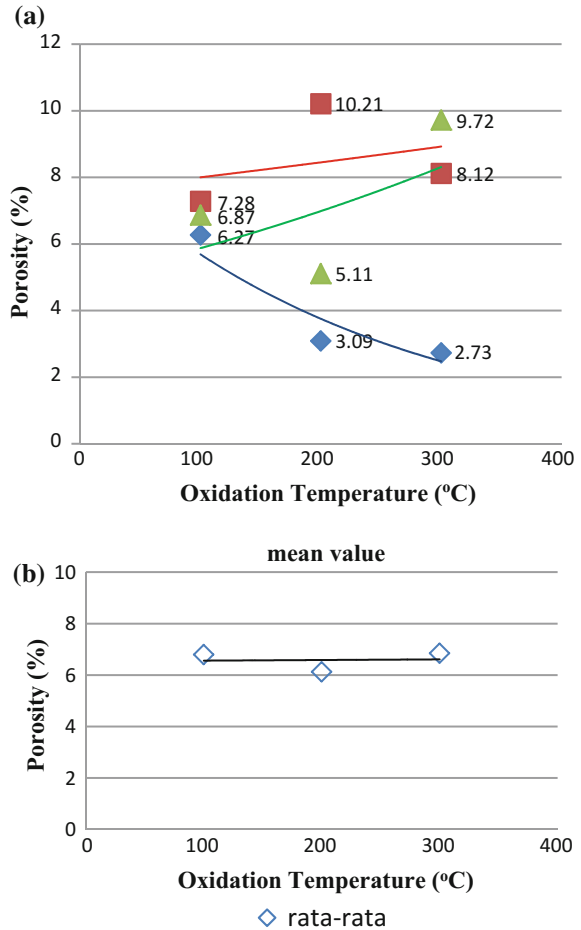 (a)
12
10
8
6
4
2
0
Porosity (%)
10.21
9.72
8.12
7.28
6.87
6.27
5.11
3.09
2.73
0 100 200 300 400
Oxidation Temperature (ºC)
mean value
(b)
10
8
6
4
2
0
Porosity (%)
0 100 200 300 400
Oxidation Temperature (ºC)
rata-rata